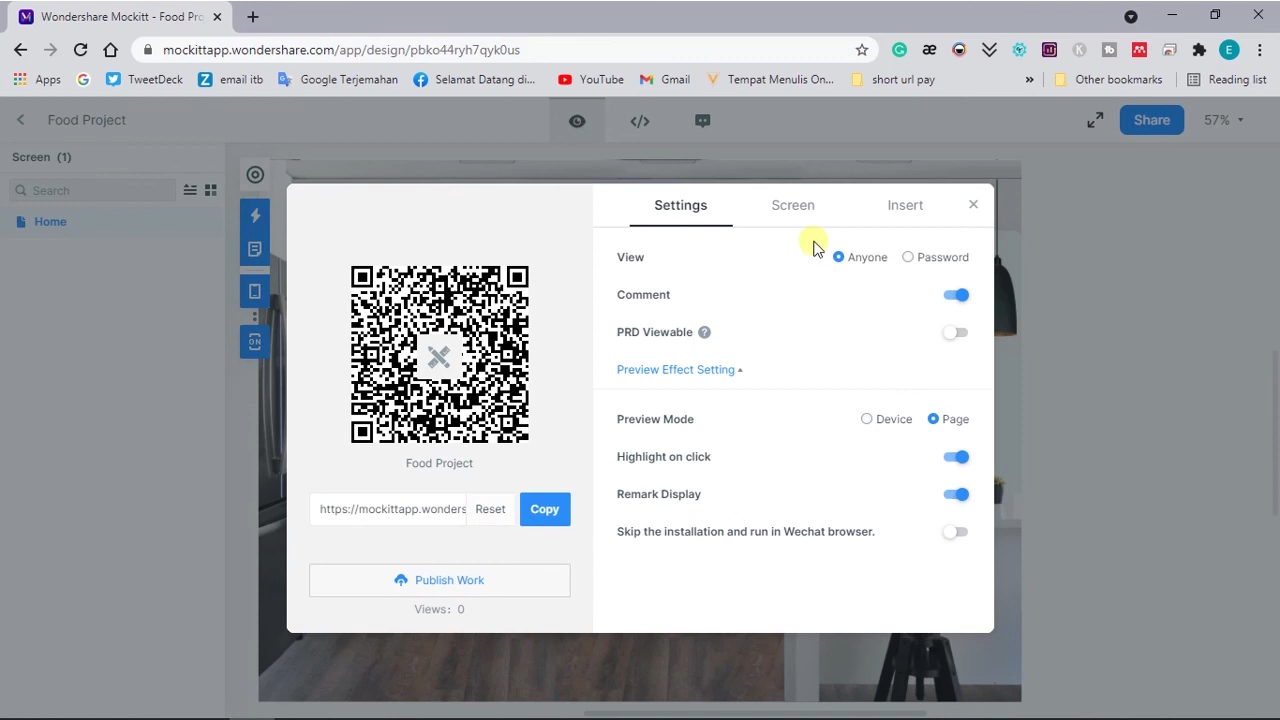 Wondershare Mockitt - Food Pro
mockittapp.wondershare.com/app/design/pbko44ryh7qyk0us
Apps
TweetDeck
email itb
Google Terjemahan
Selamat Datang di...
YouTube
Gmail
Tempat Menulis On...
short url pay
»
Other bookmarks
Reading list
Food Project
Share
57%
Screen (1)
Search
Home
ON
Settings
Screen
Insert
View
Anyone
Password
Comment
PRD Viewable ?
Preview Effect Setting
Preview Mode
Device
Page
Highlight on click
Remark Display
Skip the installation and run in Wechat browser.
Food Project
https://mockittapp.wonders
Reset
Copy
Publish Work
Views: 0